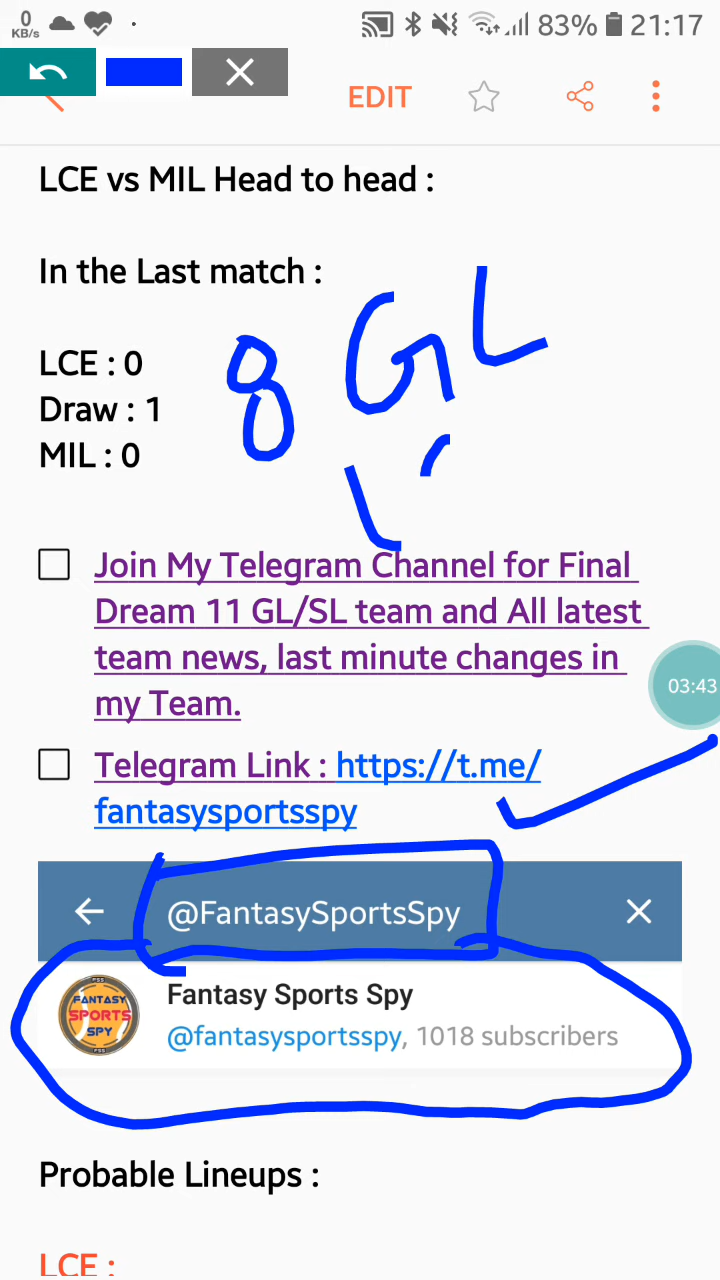 0
KB/s
83% 21:17
EDIT
LCE vs MIL Head to head :
In the Last match :
LCE : 0
Draw : 1
MIL : 0
8 GL
Join My Telegram Channel for Final
Dream 11 GL/SL team and All latest
team news, last minute changes in
my Team.
03:43
Telegram Link : https://t.me/
fantasysportsspy
@FantasySportsSpy
FSS
FANTASY
SPORTS
SPY
FSS
Fantasy Sports Spy
@fantasysportsspy, 1018 subscribers
Probable Lineups :
LCE :